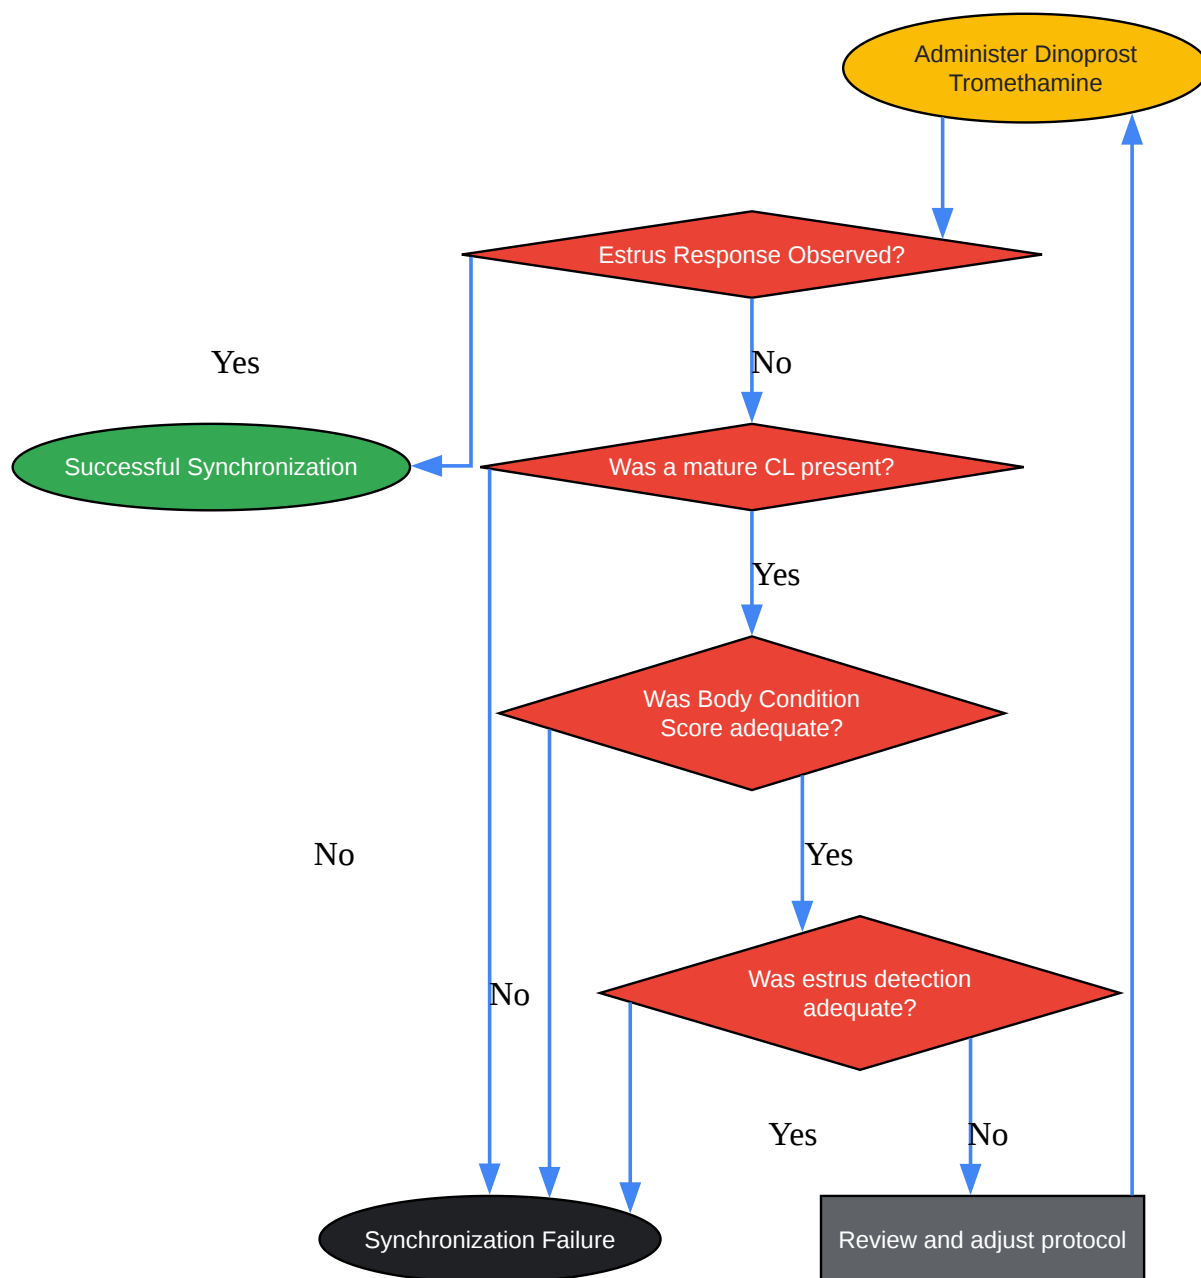 Administer Dinoprost
Tromethamine
Estrus Response Observed?
Yes
No
Successful Synchronization
Was a mature CL present?
Yes
Was Body Condition
Score adequate?
No
Yes
Was estrus detection
adequate?
No
Yes
No
Synchronization Failure
Review and adjust protocol